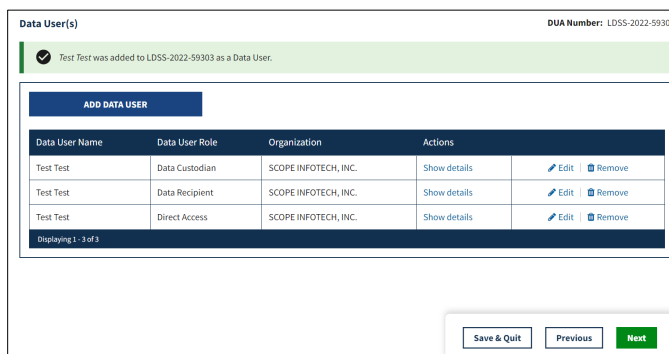 Data User(s) DUA Number: LDSS-2022-5930
Test Test was added to LDSS-2022-59303 as a Data User.
ADD DATA USER
Data User Name Data User Role Organization Actions
Test Test Data Custodian SCOPE INFOTECH, INC. Show details Edit Remove
Test Test Data Recipient SCOPE INFOTECH, INC. Show details Edit Remove
Test Test Direct Access SCOPE INFOTECH, INC. Show details Edit Remove
Displaying 1 - 3 of 3
Save & Quit Previous Next